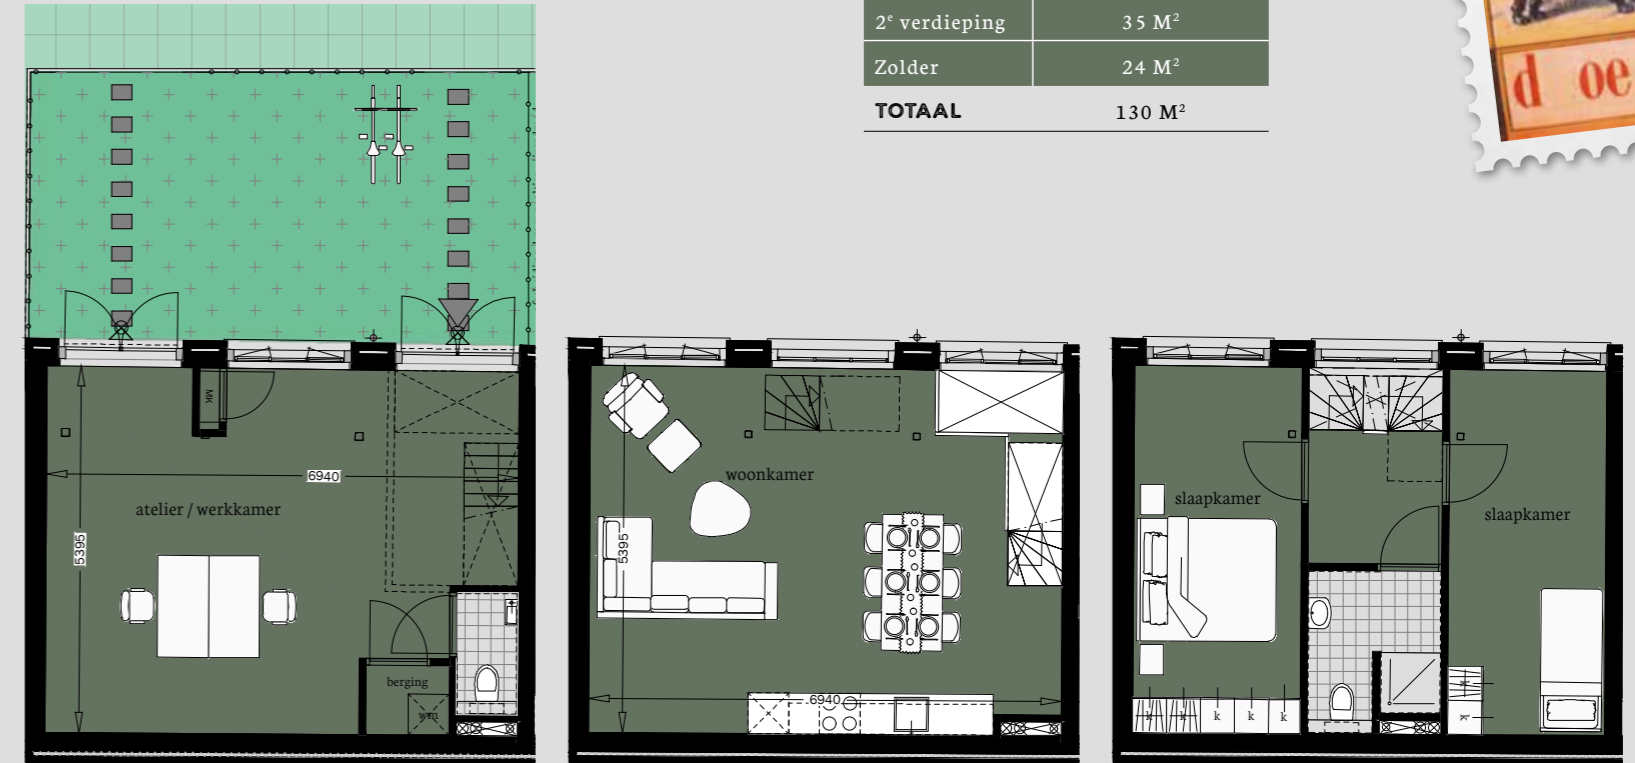 2e verdieping 35 M2
Zolder 24 M2
TOTAAL 130 M2
d oe
MK
6940
atelier / werkkamer
5395
berging
wm
woonkamer
5395
6940
slaapkamer
slaapkamer
k k k k k
k
k